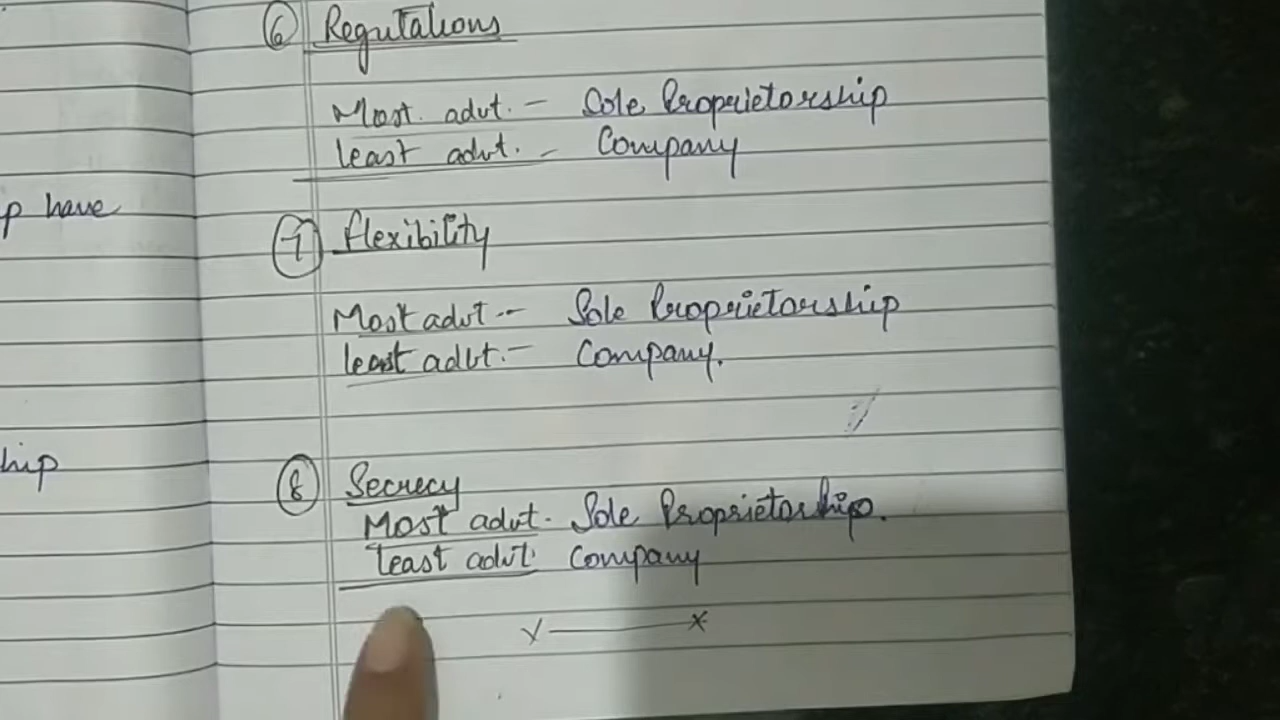 p have
hip
6 Regulations
Most. advt. - Sole Proprietorship
least advt. - Company
7 flexibility
Most advt. - Sole Proprietorship
least advt. - Company.
8 Secrecy
Most advt. Sole Proprietorship.
least advt. Company